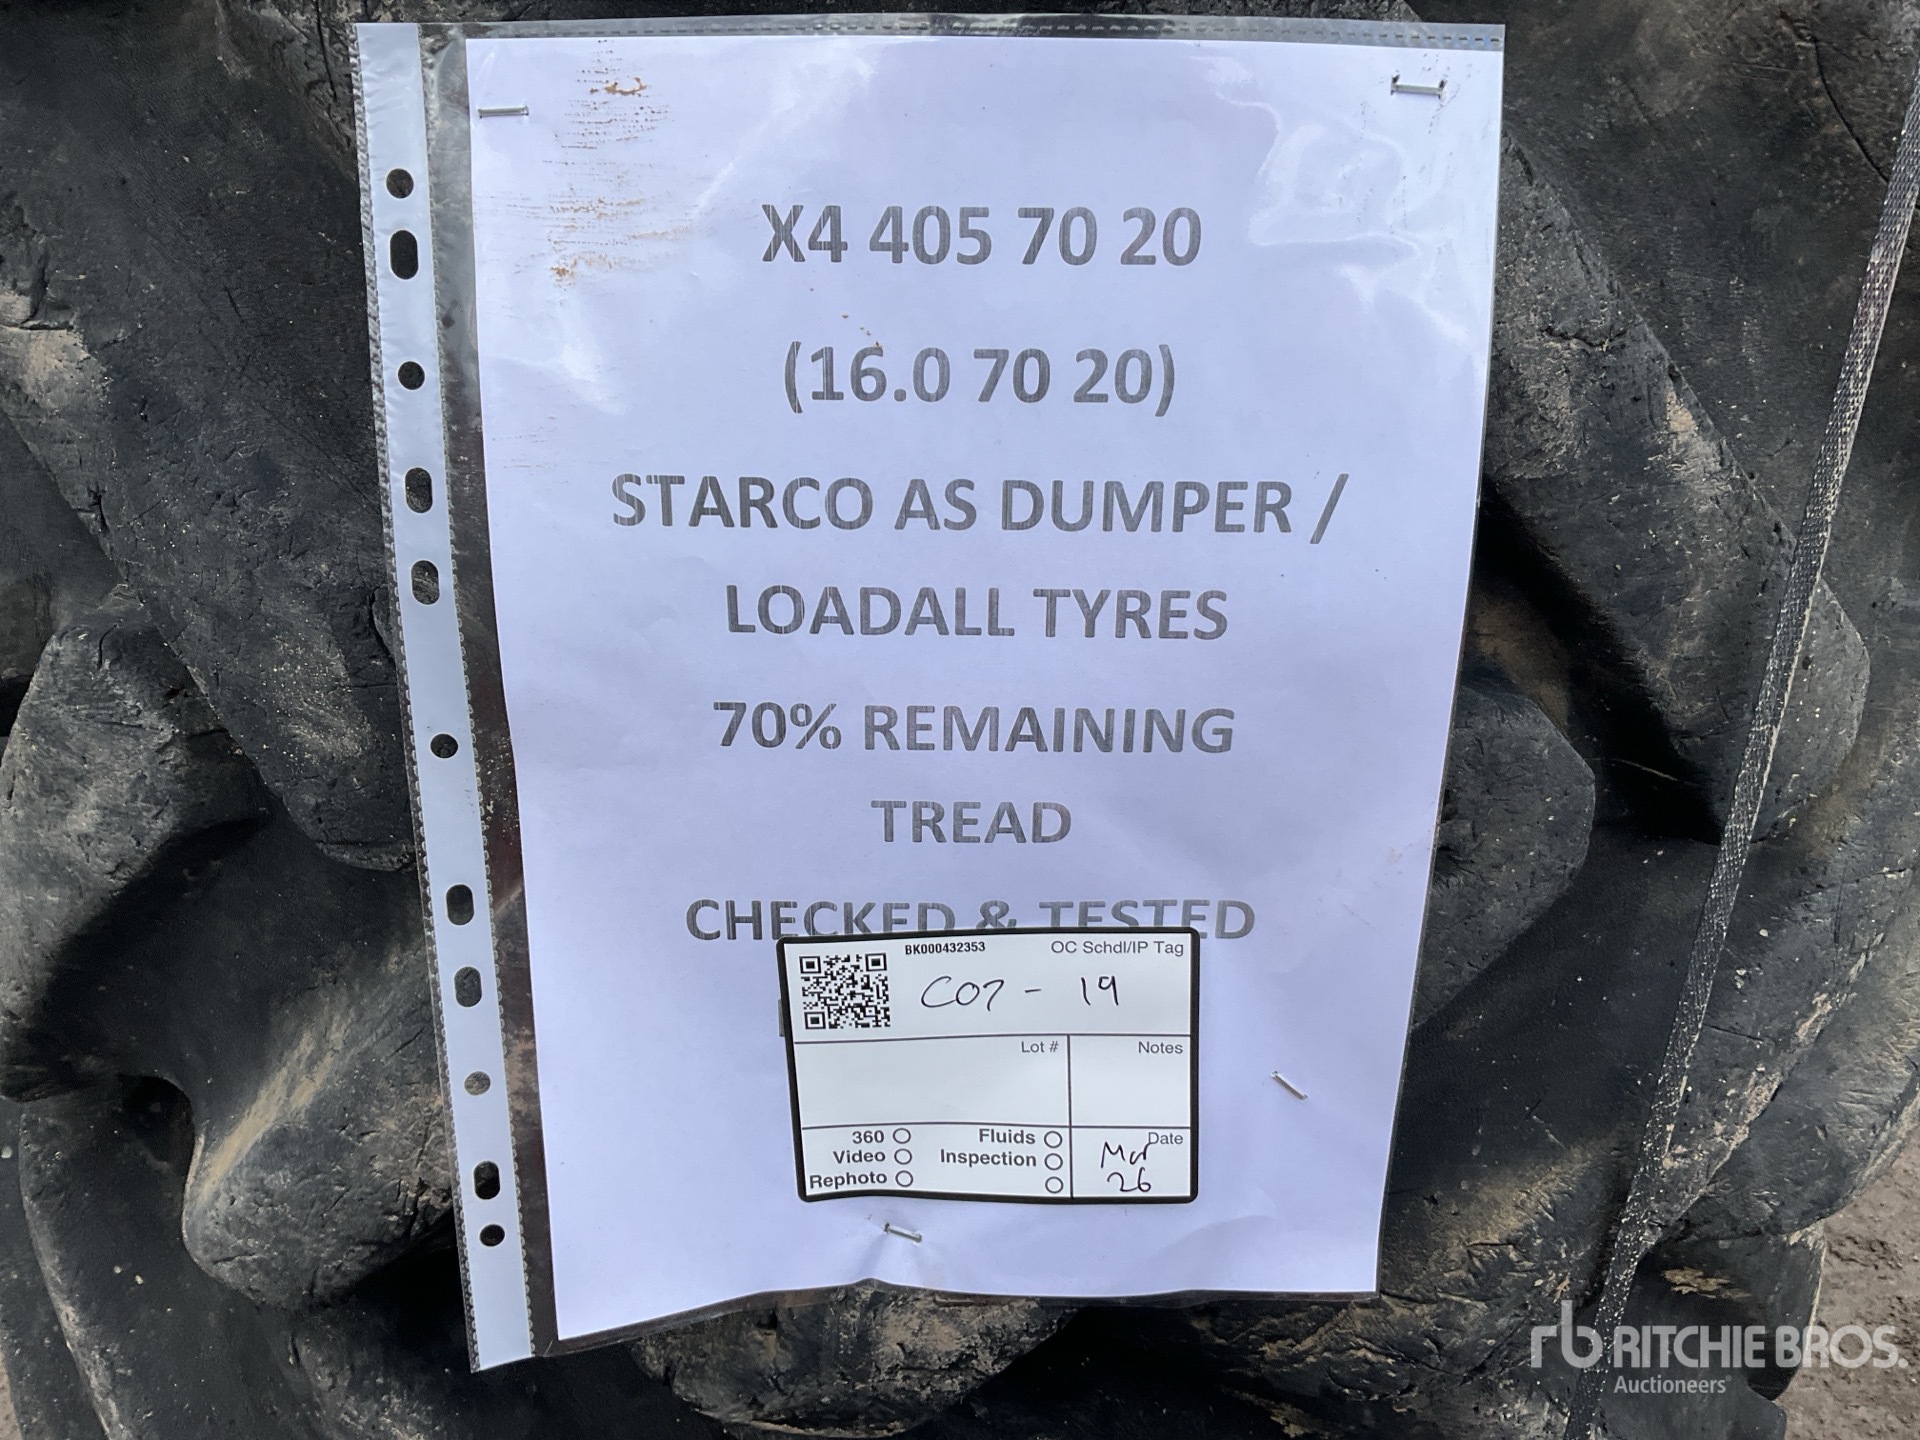 X4 405 70 20
(16.0 70 20)
STARCO AS DUMPER /
LOADALL TYRES
70% REMAINING
TREAD
CHECKED & TESTED
BK000432353 OC Schdl/IP Tag
C07 - 19
Lot # Notes
360 Fluids Date
Video Inspection Mar
Rephoto 26
rb RITCHIE BROS.
Auctioneers